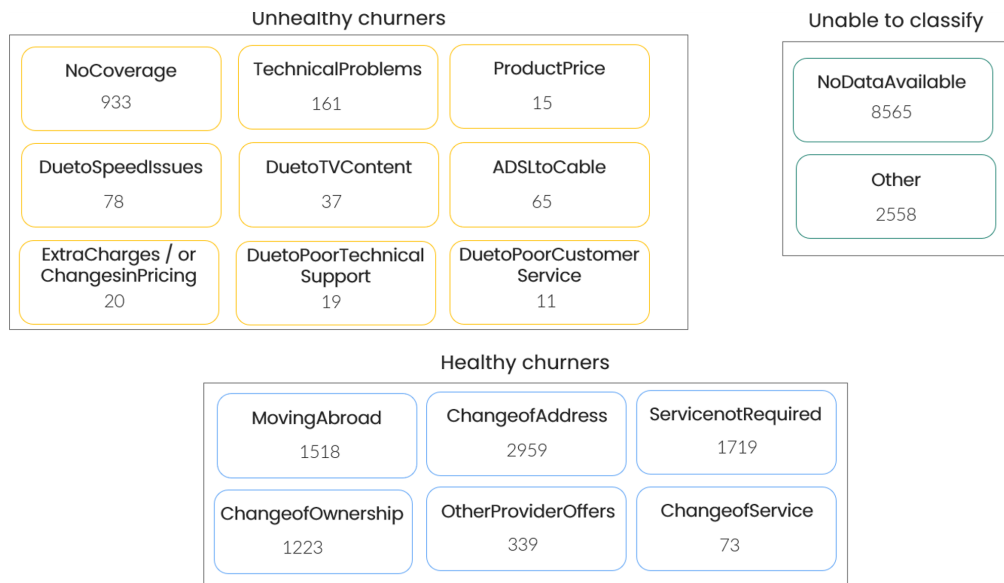 Unhealthy churners
NoCoverage
933
TechnicalProblems
161
ProductPrice
15
DuetoSpeedIssues
78
DuetoTVContent
37
ADSLtoCable
65
ExtraCharges / or
ChangesinPricing
20
DuetoPoorTechnical
Support
19
DuetoPoorCustomer
Service
11
Unable to classify
NoDataAvailable
8565
Other
2558
Healthy churners
MovingAbroad
1518
ChangeofAddress
2959
ServicenotRequired
1719
ChangeofOwnership
1223
OtherProviderOffers
339
ChangeofService
73